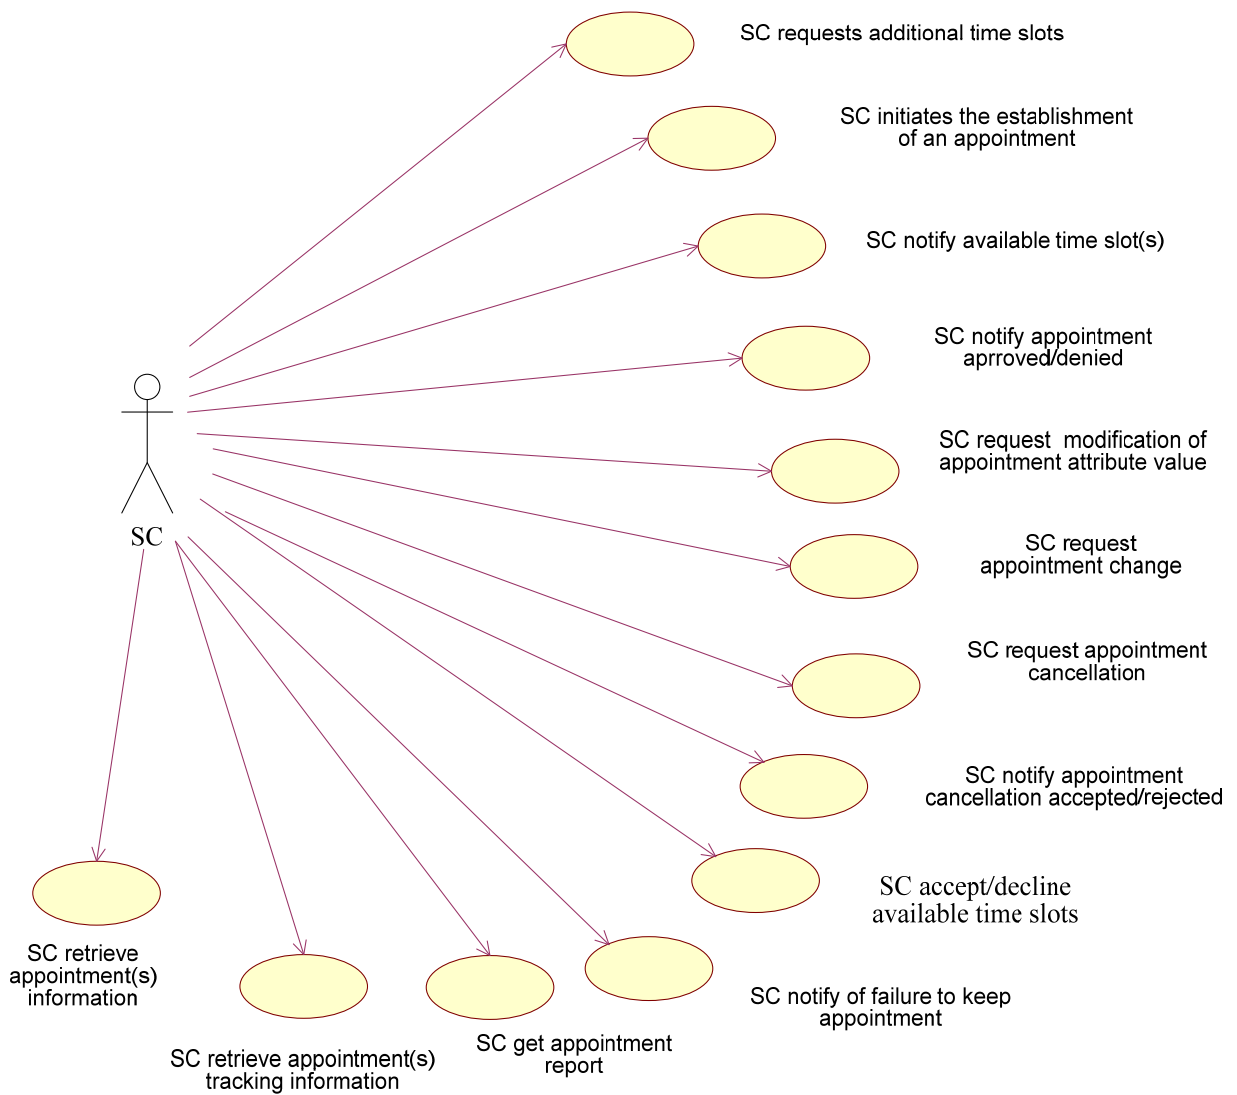 SC requests additional time slots
SC initiates the establishment
of an appointment
SC notify available time slot(s)
SC notify appointment
aprroved/denied
SC request  modification of
appointment attribute value
SC request
appointment change
SC
SC request appointment
cancellation
SC notify appointment
cancellation accepted/rejected
SC accept/decline
available time slots
SC notify of failure to keep
appointment
SC get appointment
report
SC retrieve appointment(s)
tracking information
SC retrieve
appointment(s)
information